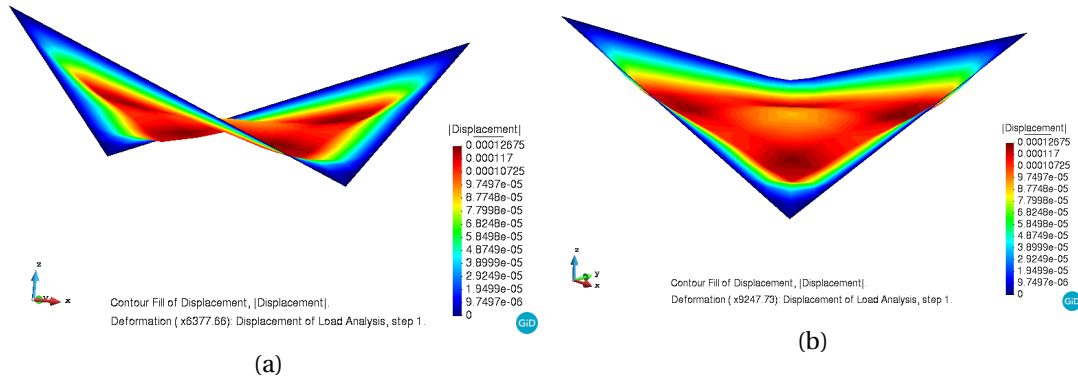 |Displacement|
0.00012675
0.000117
0.00010725
9.7497e-05
8.7748e-05
7.7998e-05
6.8248e-05
5.8498e-05
4.8749e-05
3.8999e-05
2.9249e-05
1.9499e-05
9.7497e-06
0
z
y
x
Contour Fill of Displacement, |Displacement|.
Deformation ( x6377.66): Displacement of Load Analysis, step 1.
GiD
(a)
|Displacement|
0.00012675
0.000117
0.00010725
9.7497e-05
8.7748e-05
7.7998e-05
6.8248e-05
5.8498e-05
4.8749e-05
3.8999e-05
2.9249e-05
1.9499e-05
9.7497e-06
0
z
y
x
Contour Fill of Displacement, |Displacement|.
Deformation ( x9247.73): Displacement of Load Analysis, step 1.
GiD
(b)